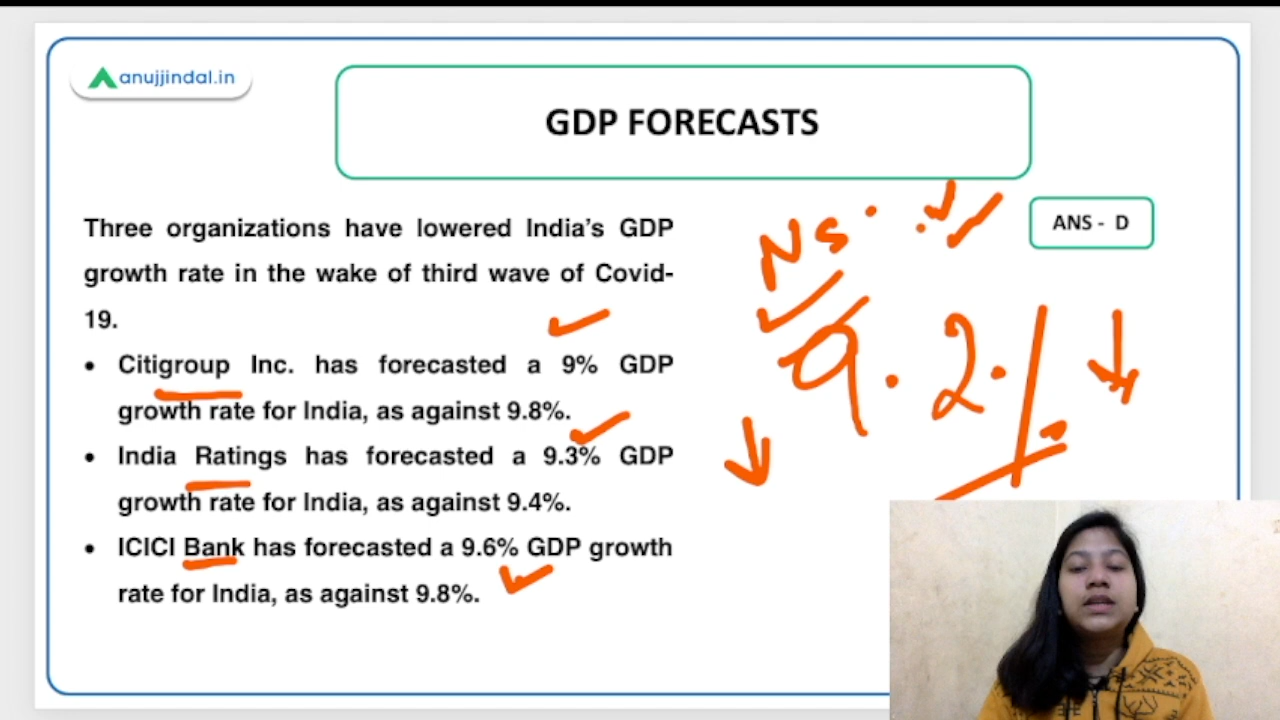 anujjindal.in
GDP FORECASTS
Three organizations have lowered India's GDP
growth rate in the wake of third wave of Covid-
19.
• Citigroup Inc. has forecasted a 9% GDP
growth rate for India, as against 9.8%.
• India Ratings has forecasted a 9.3% GDP
growth rate for India, as against 9.4%.
• ICICI Bank has forecasted a 9.6% GDP growth
rate for India, as against 9.8%.
ANS - D
9.2%